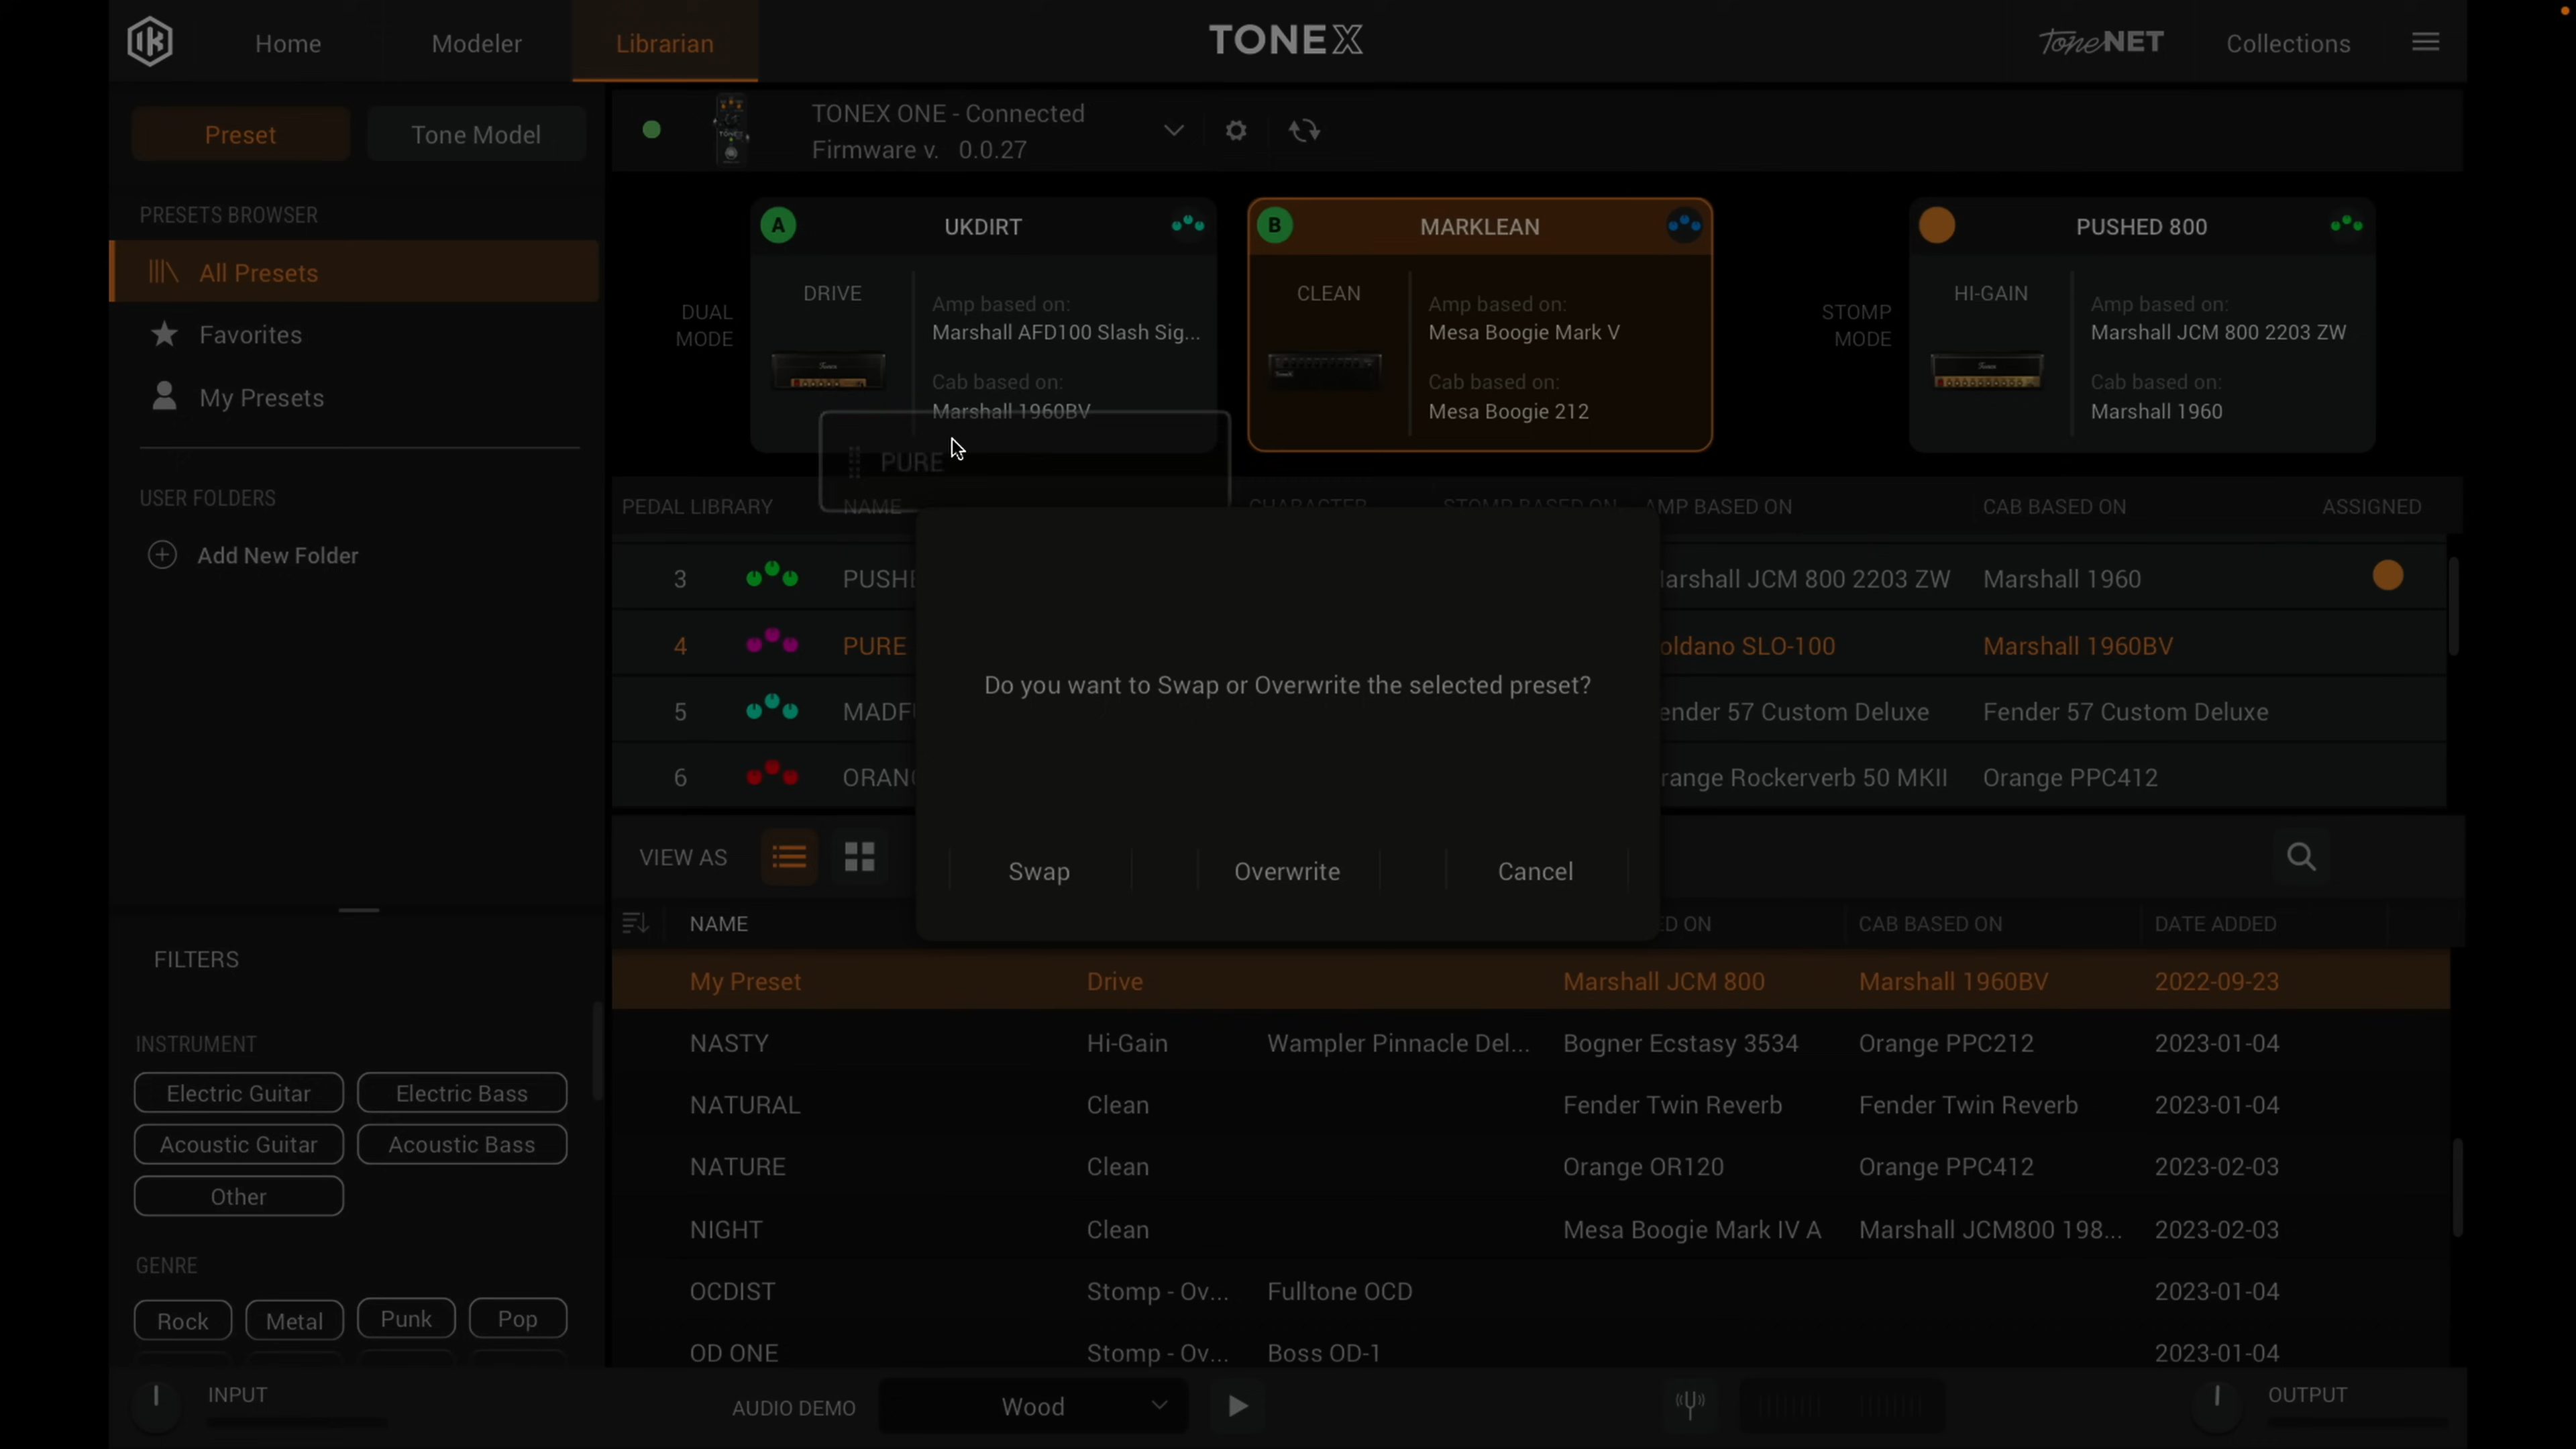 Home
Modeler
Librarian
TONEX
ToneNET
Collections
Preset
Tone Model
TONEX ONE - Connected
Firmware v. 0.0.27
PRESETS BROWSER
All Presets
Favorites
My Presets
USER FOLDERS
Add New Folder
DUAL
MODE
A
UKDIRT
DRIVE
Amp based on:
Marshall AFD100 Slash Sig...
Cab based on:
Marshall 1960BV
B
MARKLEAN
CLEAN
Amp based on:
Mesa Boogie Mark V
Cab based on:
Mesa Boogie 212
STOMP
MODE
PUSHED 800
HI-GAIN
Amp based on:
Marshall JCM 800 2203 ZW
Cab based on:
Marshall 1960
PURE
PEDAL LIBRARY NAME CHARACTER STOMP BASED ON AMP BASED ON CAB BASED ON ASSIGNED
3 PUSHE arshall JCM 800 2203 ZW Marshall 1960
4 PURE oldano SLO-100 Marshall 1960BV
5 MADFU ender 57 Custom Deluxe Fender 57 Custom Deluxe
6 ORANG range Rockerverb 50 MKII Orange PPC412
Do you want to Swap or Overwrite the selected preset?
Swap Overwrite Cancel
VIEW AS
NAME ED ON CAB BASED ON DATE ADDED
My Preset Drive Marshall JCM 800 Marshall 1960BV 2022-09-23
NASTY Hi-Gain Wampler Pinnacle Del... Bogner Ecstasy 3534 Orange PPC212 2023-01-04
NATURAL Clean Fender Twin Reverb Fender Twin Reverb 2023-01-04
NATURE Clean Orange OR120 Orange PPC412 2023-02-03
NIGHT Clean Mesa Boogie Mark IV A Marshall JCM800 198... 2023-02-03
OCDIST Stomp - Ov... Fulltone OCD 2023-01-04
OD ONE Stomp - Ov... Boss OD-1 2023-01-04
FILTERS
INSTRUMENT
Electric Guitar Electric Bass
Acoustic Guitar Acoustic Bass
Other
GENRE
Rock Metal Punk Pop
INPUT
AUDIO DEMO
Wood
OUTPUT